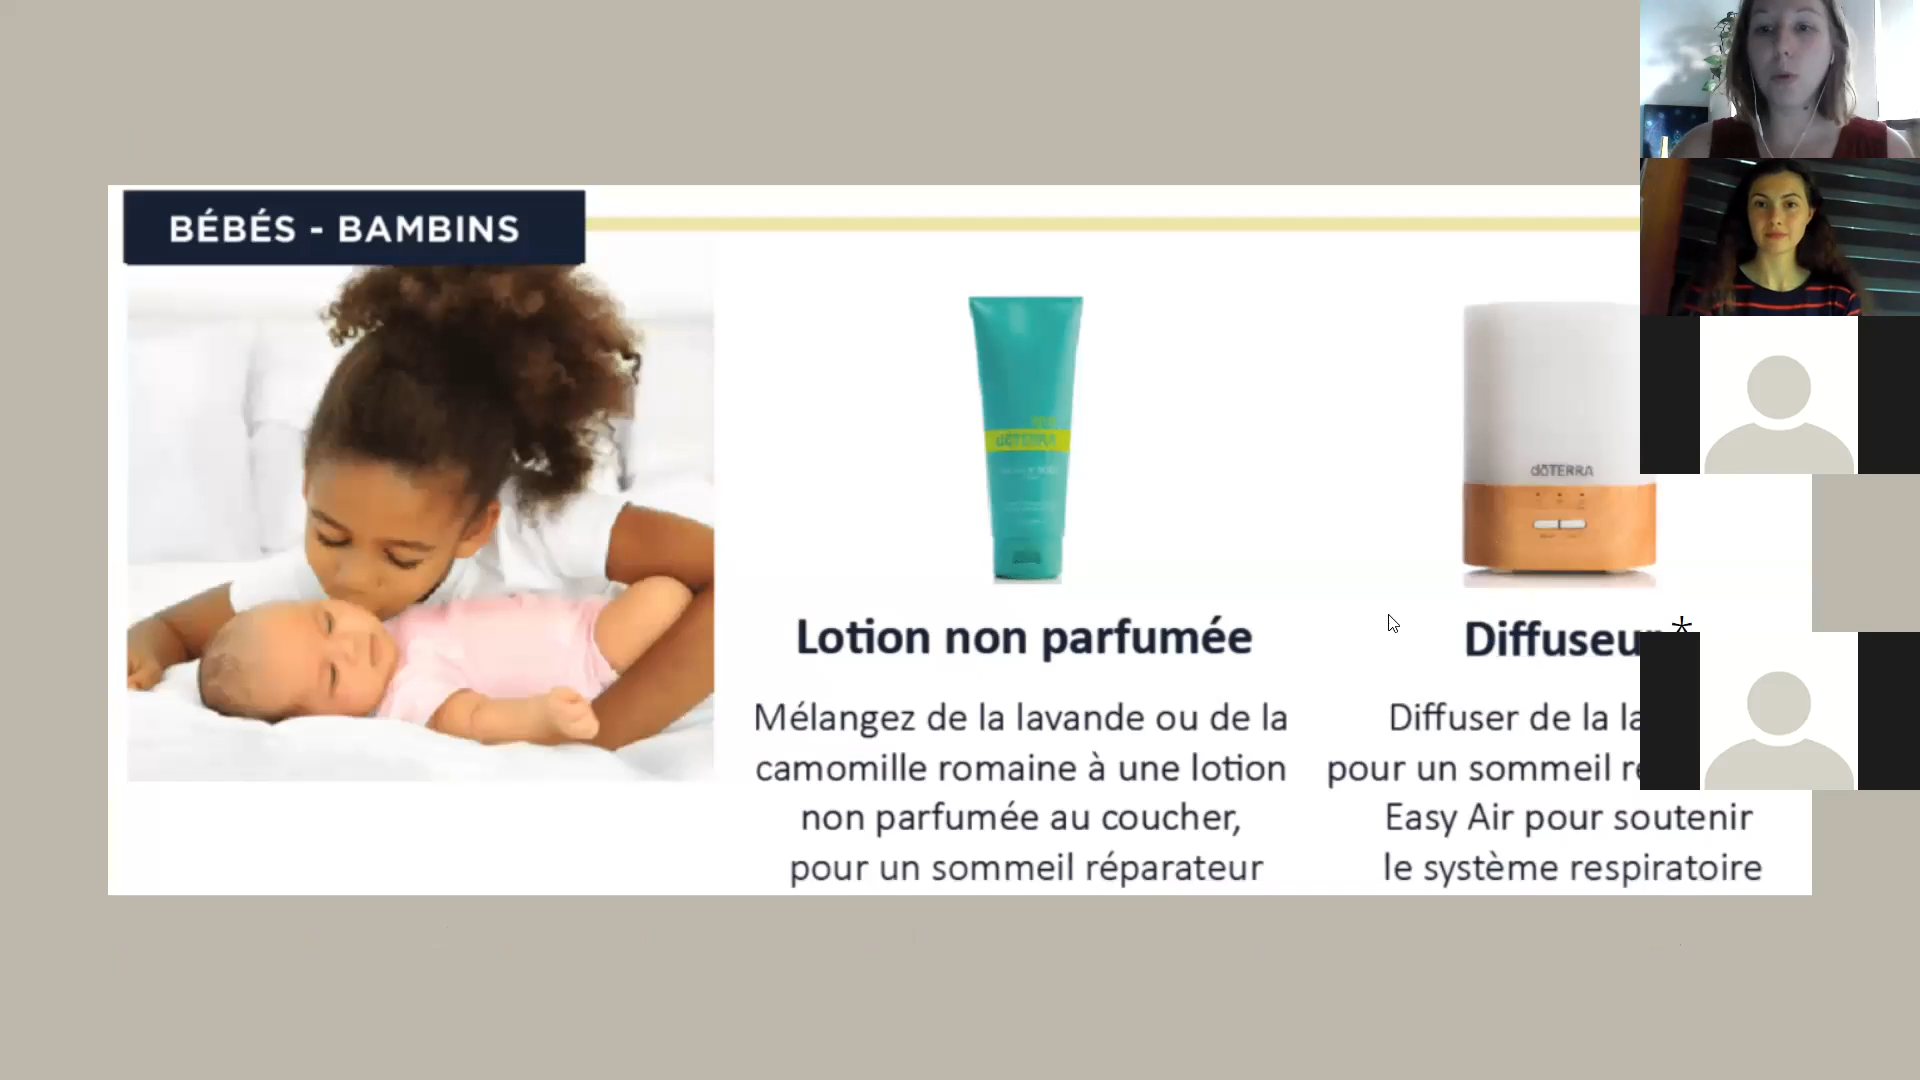 BÉBÉS - BAMBINS
dōTERRA
dōTERRA
Lotion non parfumée
Mélangez de la lavande ou de la
camomille romaine à une lotion
non parfumée au coucher,
pour un sommeil réparateur
*
Diffuser de la
pour un sommeil
Easy Air pour soutenir
le système respiratoire